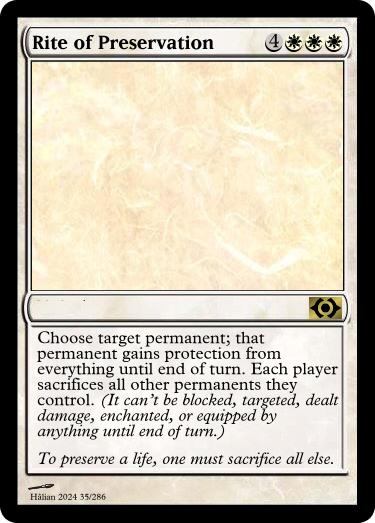 Rite of Preservation 4
Choose target permanent; that
permanent gains protection from
everything until end of turn. Each player
sacrifices all other permanents they
control. (It can't be blocked, targeted, dealt
damage, enchanted, or equipped by
anything until end of turn.)
To preserve a life, one must sacrifice all else.
Hālian 2024 35/286